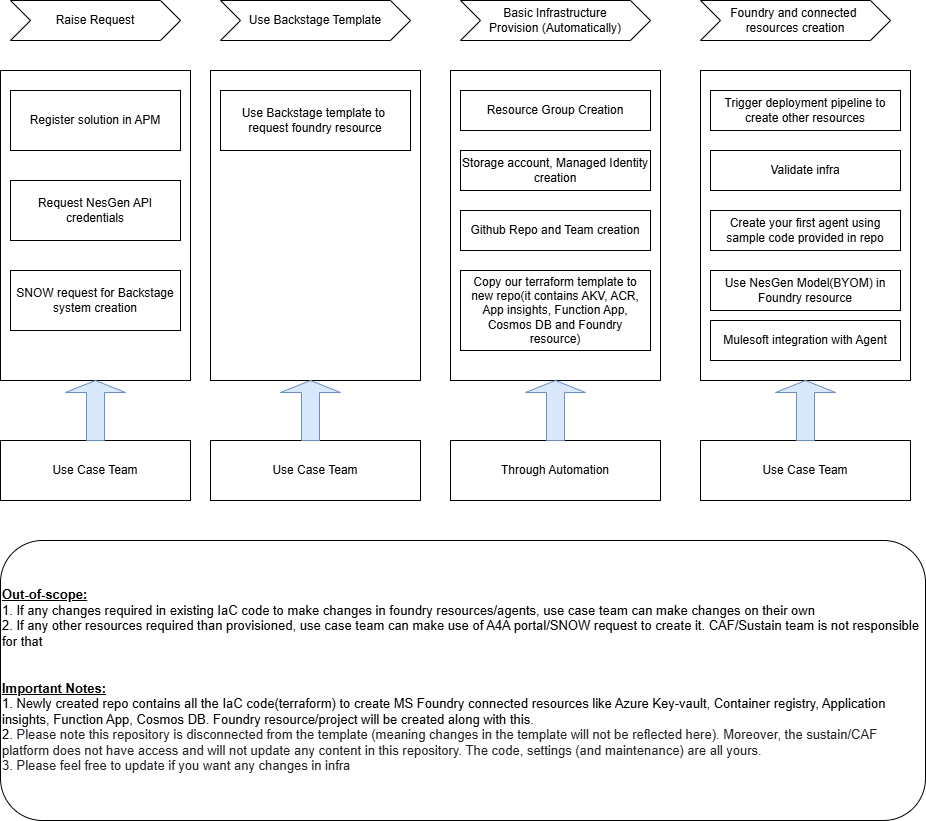 Raise Request
Use Backstage Template
Basic Infrastructure
Provision (Automatically)
Foundry and connected
resources creation
Register solution in APM
Request NesGen API
credentials
SNOW request for Backstage
system creation
Use Backstage template to
request foundry resource
Resource Group Creation
Storage account, Managed Identity
creation
Github Repo and Team creation
Copy our terraform template to
new repo(it contains AKV, ACR,
App insights, Function App,
Cosmos DB and Foundry
resource)
Trigger deployment pipeline to
create other resources
Validate infra
Create your first agent using
sample code provided in repo
Use NesGen Model(BYOM) in
Foundry resource
Mulesoft integration with Agent
Use Case Team
Use Case Team
Through Automation
Use Case Team
Out-of-scope:
1. If any changes required in existing IaC code to make changes in foundry resources/agents, use case team can make changes on their own
2. If any other resources required than provisioned, use case team can make use of A4A portal/SNOW request to create it. CAF/Sustain team is not responsible
for that
Important Notes:
1. Newly created repo contains all the IaC code(terraform) to create MS Foundry connected resources like Azure Key-vault, Container registry, Application
insights, Function App, Cosmos DB. Foundry resource/project will be created along with this.
2. Please note this repository is disconnected from the template (meaning changes in the template will not be reflected here). Moreover, the sustain/CAF
platform does not have access and will not update any content in this repository. The code, settings (and maintenance) are all yours.
3. Please feel free to update if you want any changes in infra